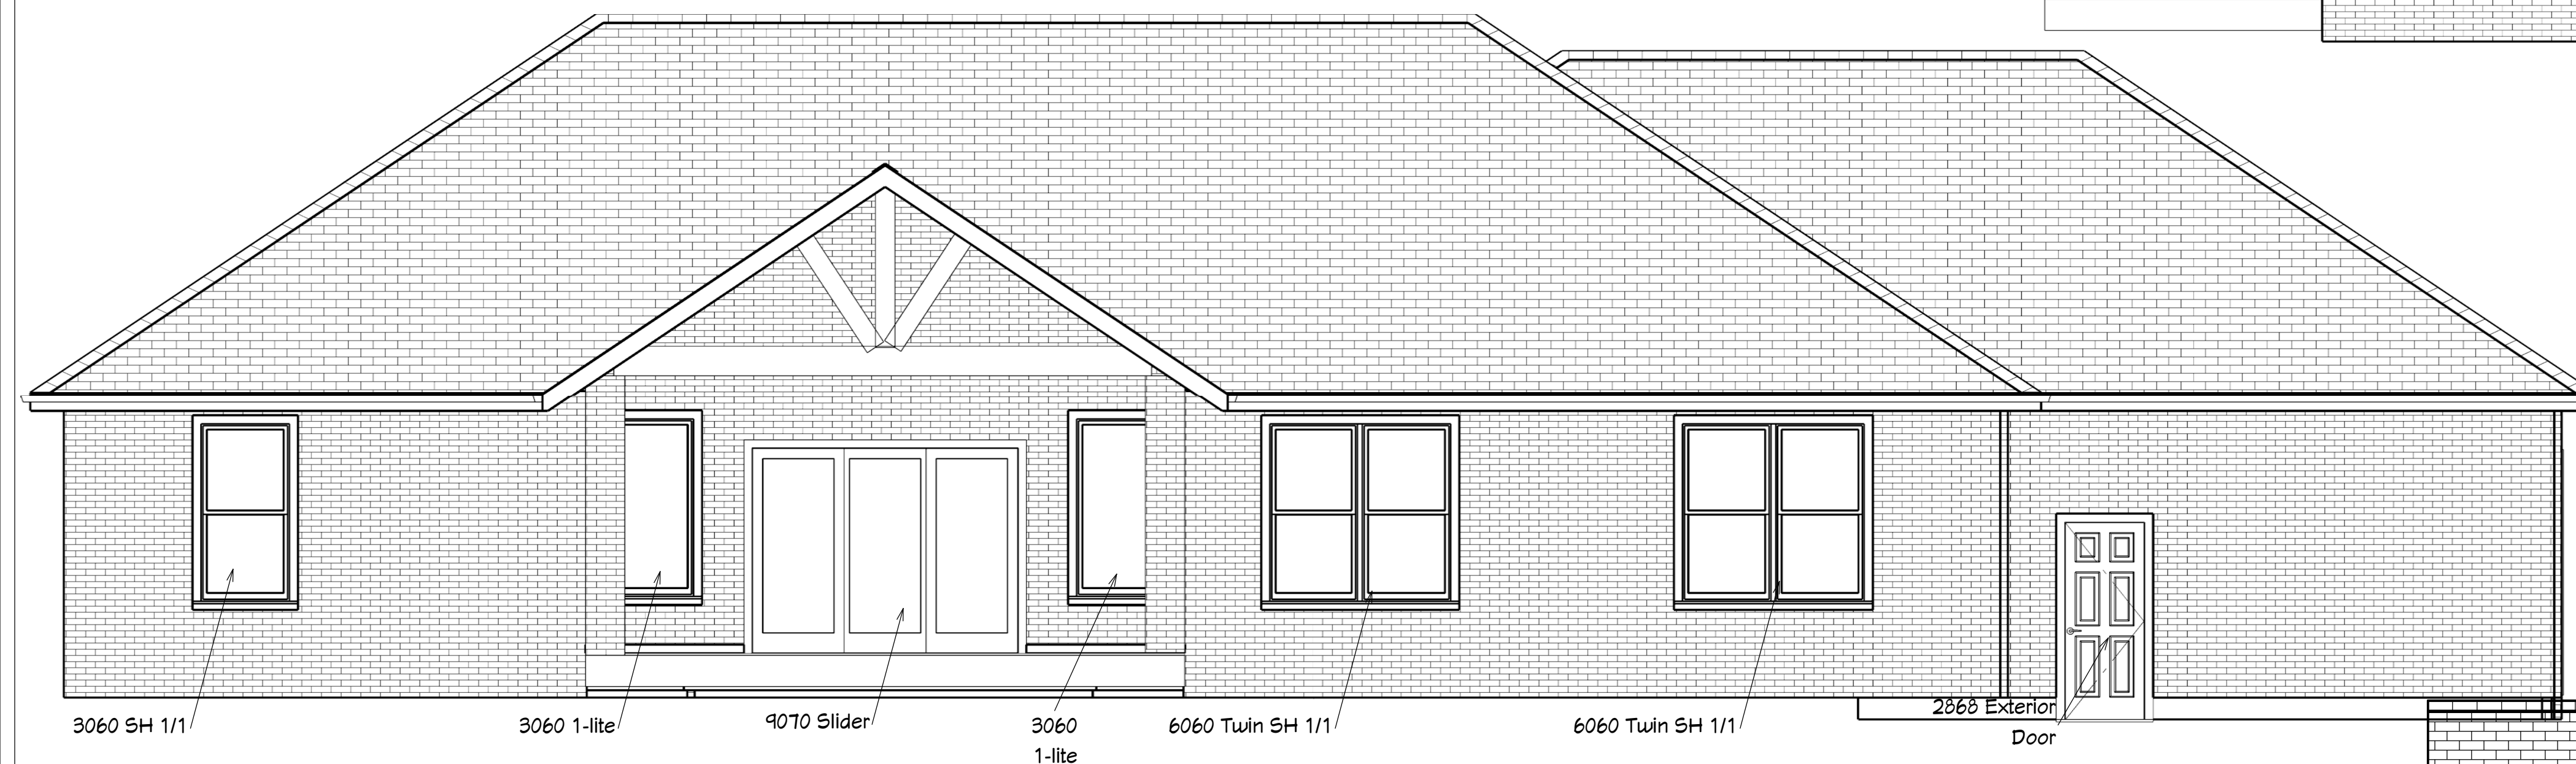 3060 SH 1/1
3060 1-lite
9070 Slider
3060
1-lite
6060 Twin SH 1/1
6060 Twin SH 1/1
2868 Exterior
Door